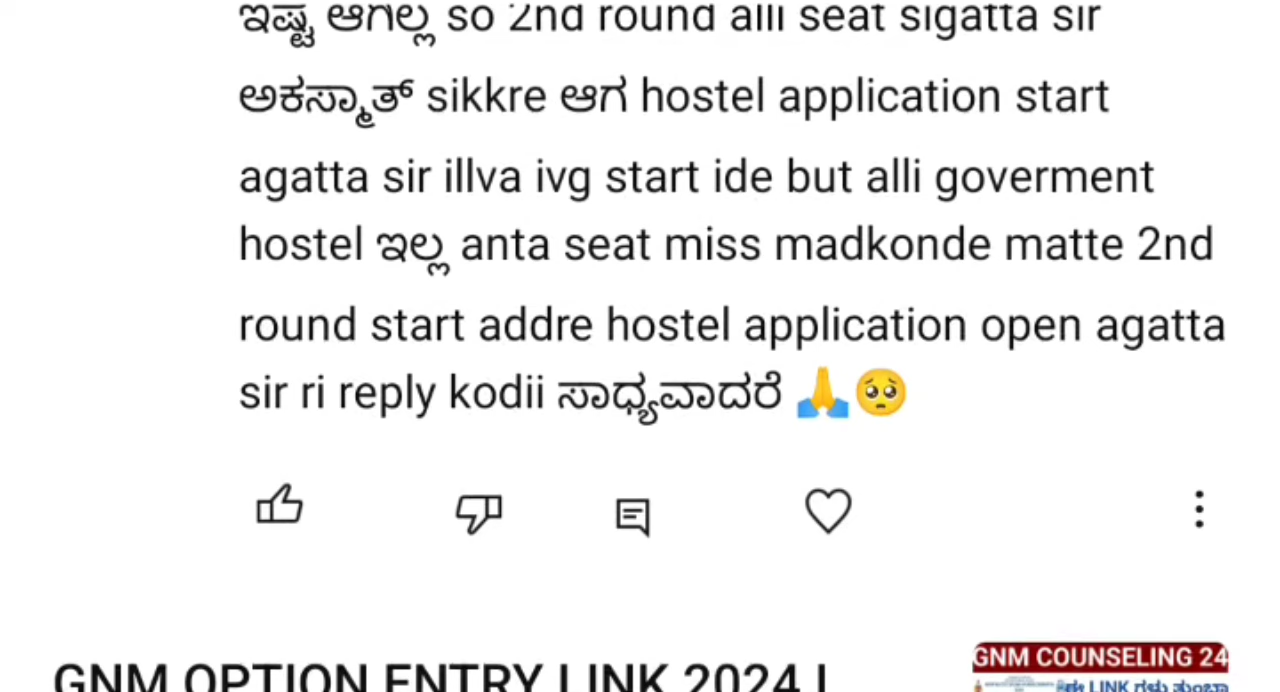 ಇಷ್ಟ ಆಗಿಲ್ಲ so 2nd round alli seat sigatta sir
ಅಕಸ್ಮಾತ್ sikkre ಆಗ hostel application start
agatta sir illva ivg start ide but alli goverment
hostel ಇಲ್ಲ anta seat miss madkonde matte 2nd
round start addre hostel application open agatta
sir ri reply kodii ಸಾಧ್ಯವಾದರೆ 🙏🥺
GNM OPTION ENTRY LINK 2024 |
GNM COUNSELING 24
LINK